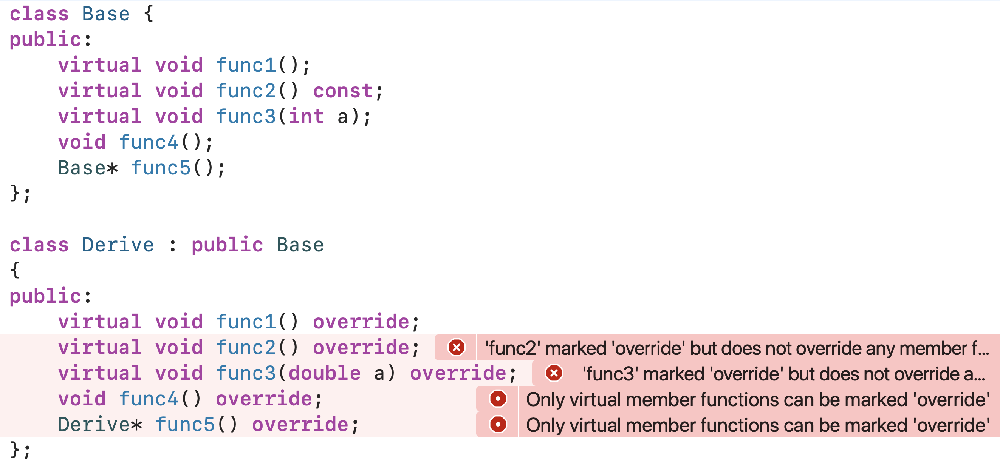 class Base {
public:
    virtual void func1();
    virtual void func2() const;
    virtual void func3(int a);
    void func4();
    Base* func5();
};
class Derive : public Base
{
public:
    virtual void func1() override;
    virtual void func2() override; 'func2' marked 'override' but does not override any member f...
    virtual void func3(double a) override; 'func3' marked 'override' but does not override a...
    void func4() override; Only virtual member functions can be marked 'override'
    Derive* func5() override; Only virtual member functions can be marked 'override'
};